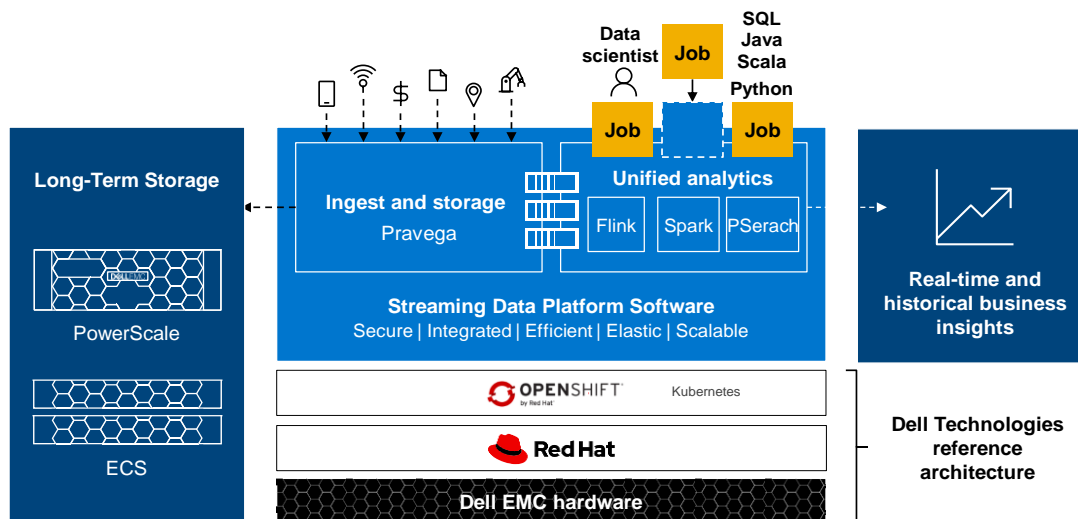 Data
scientist
Job
SQL
Java
Scala
Python
Job
Job
Long-Term Storage
DELLEMC
PowerScale
ECS
Ingest and storage
Pravega
Unified analytics
Flink
Spark
PSerach
Streaming Data Platform Software
Secure | Integrated | Efficient | Elastic | Scalable
Real-time and
historical business
insights
OPENSHIFT
by Red Hat
Kubernetes
Red Hat
Dell EMC hardware
Dell Technologies
reference
architecture